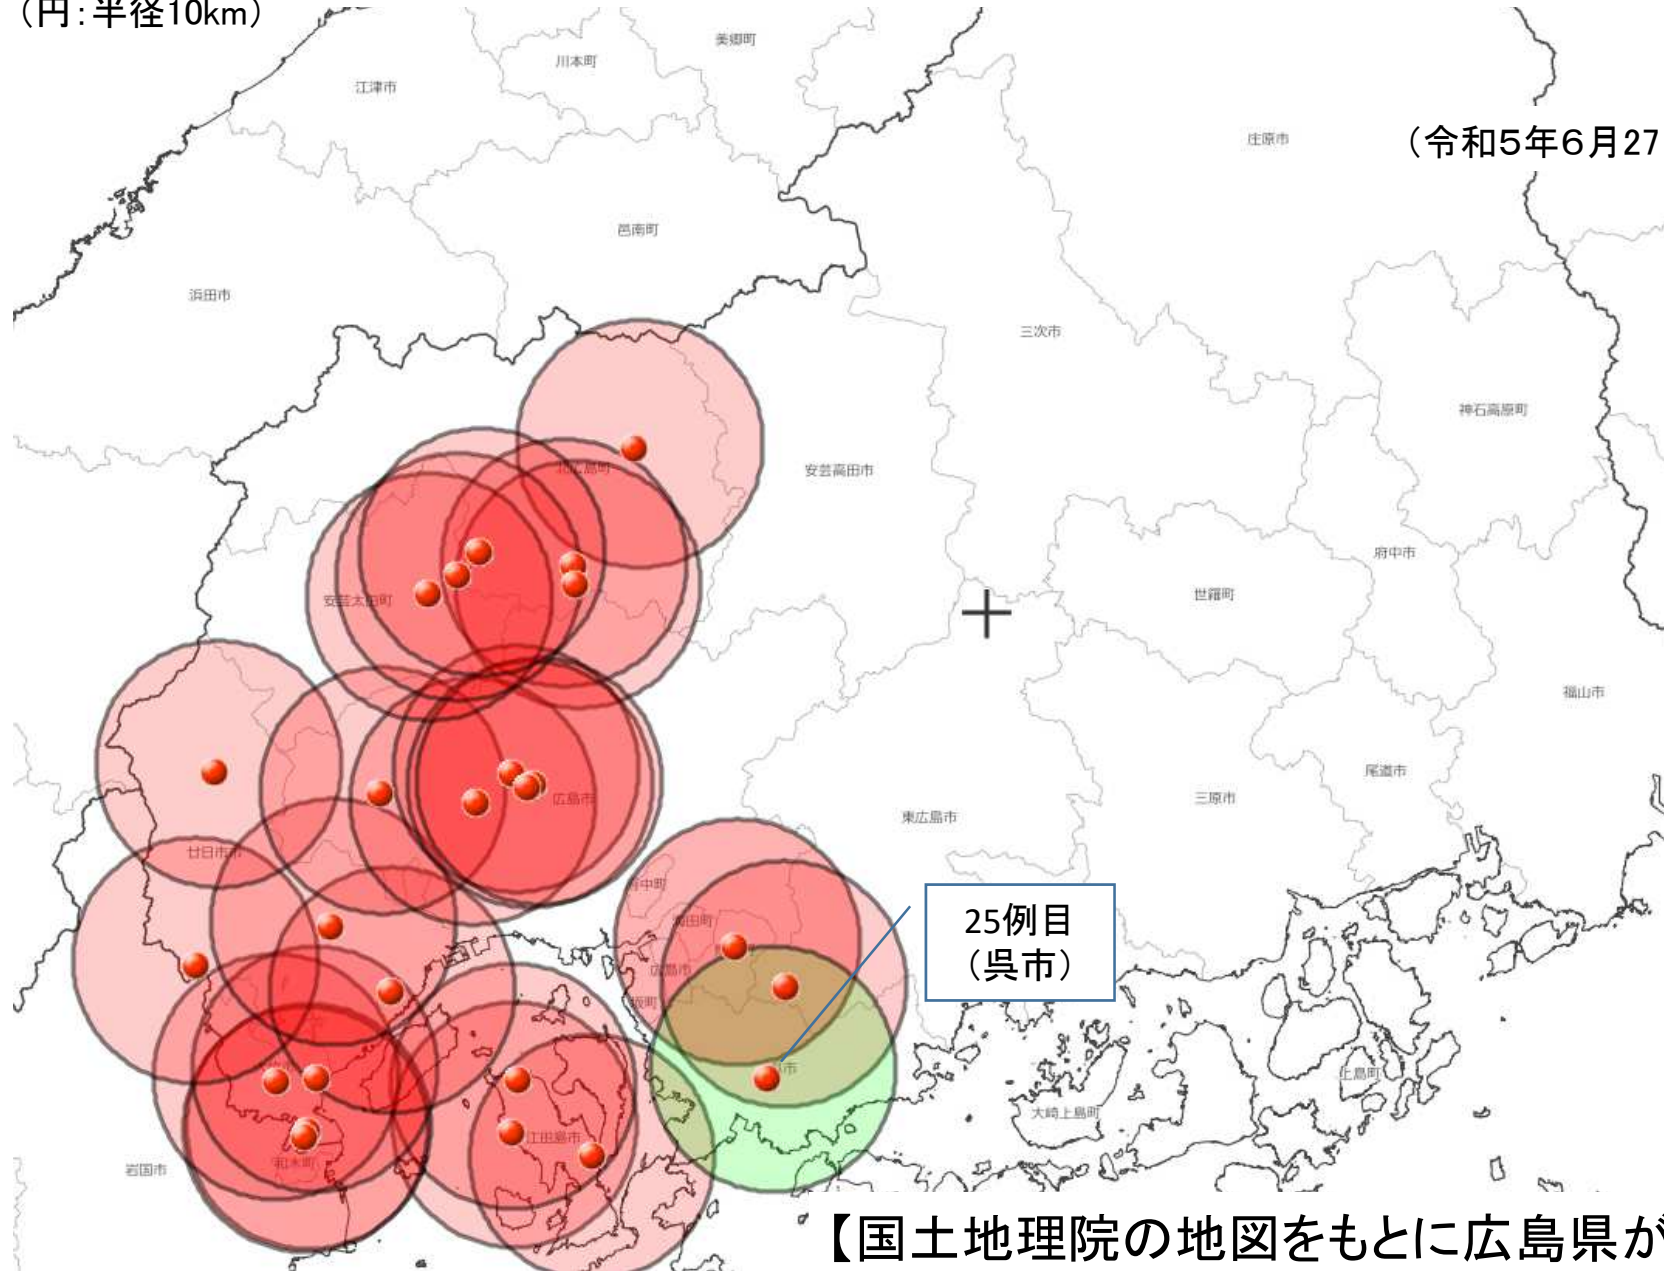 （円：半径10km）
美郷町
川本町
江津市
庄原市
（令和5年6月27
邑南町
浜田市
三次市
神石高原町
北広島町
安芸高田市
府中市
世羅町
安芸太田町
福山市
尾道市
三原市
広島市
東広島市
廿日市市
府中町
海田町
25例目
（呉市）
広島市
坂町
市
上島町
大崎上島町
江田島市
和木町
岩国市
【国土地理院の地図をもとに広島県が